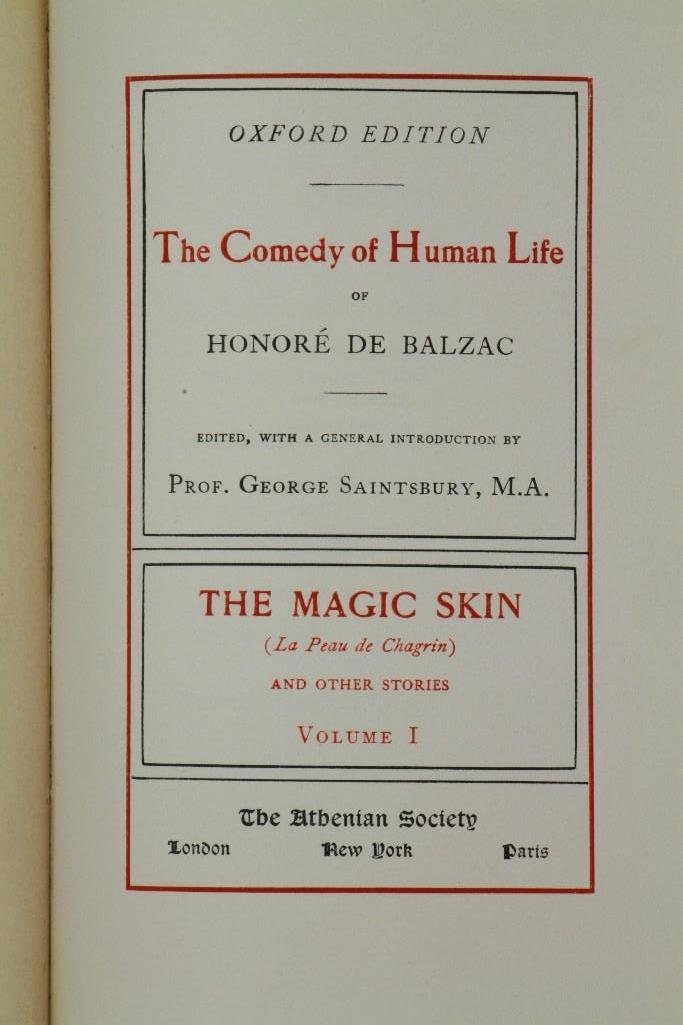 OXFORD EDITION
The Comedy of Human Life
OF
HONORÉ DE BALZAC
EDITED, WITH A GENERAL INTRODUCTION BY
PROF. GEORGE SAINTSBURY, M.A.
THE MAGIC SKIN
(La Peau de Chagrin)
AND OTHER STORIES
VOLUME I
The Athenian Society
London New York Paris